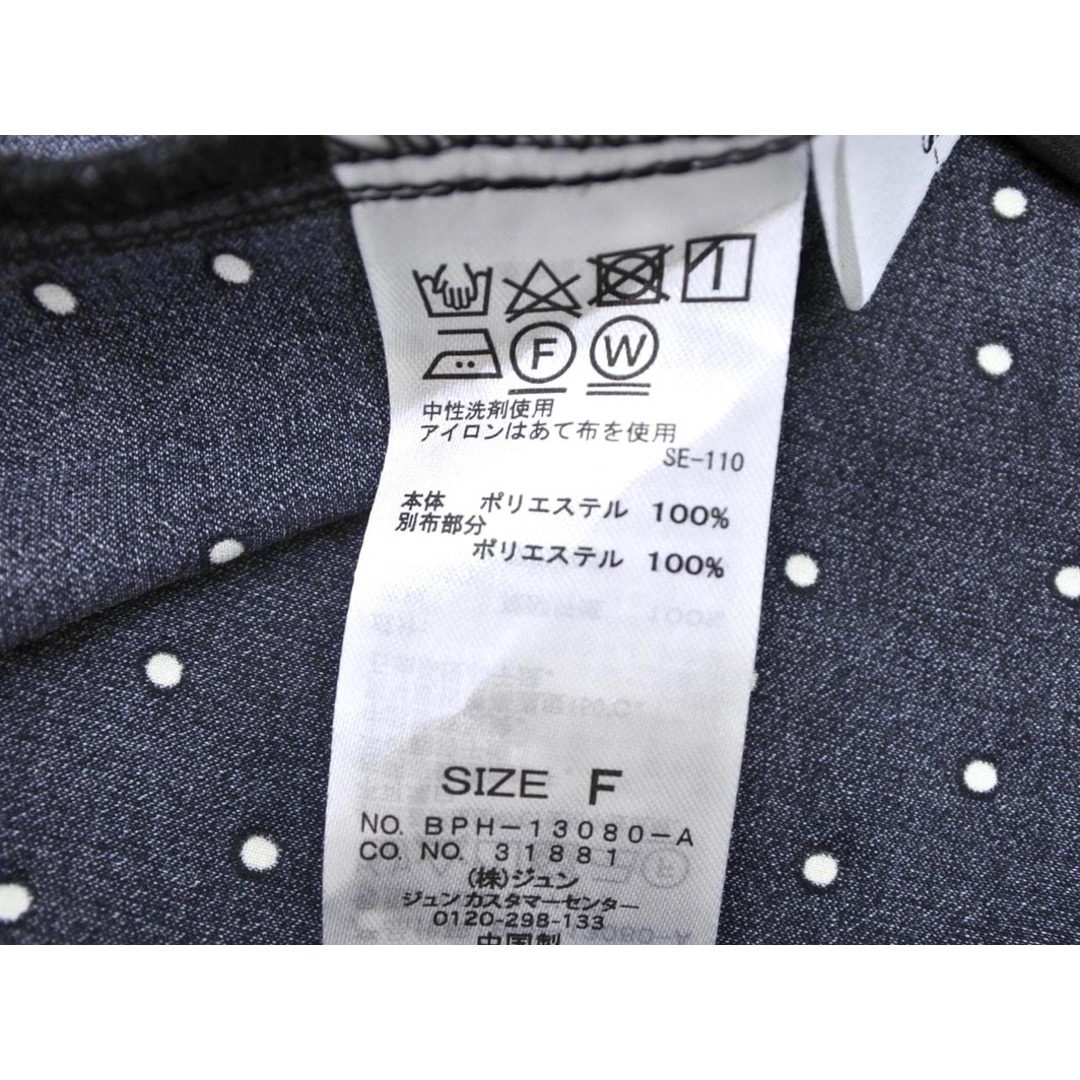 F W
中性洗剤使用
アイロンはあて布を使用
SE-110
本体 ポリエステル 100%
別布部分
ポリエステル 100%
SIZE F
NO. BPH-13080-A
CO. NO. 31881
(株)ジュン
ジュンカスタマーセンター
0120-298-133
中国製